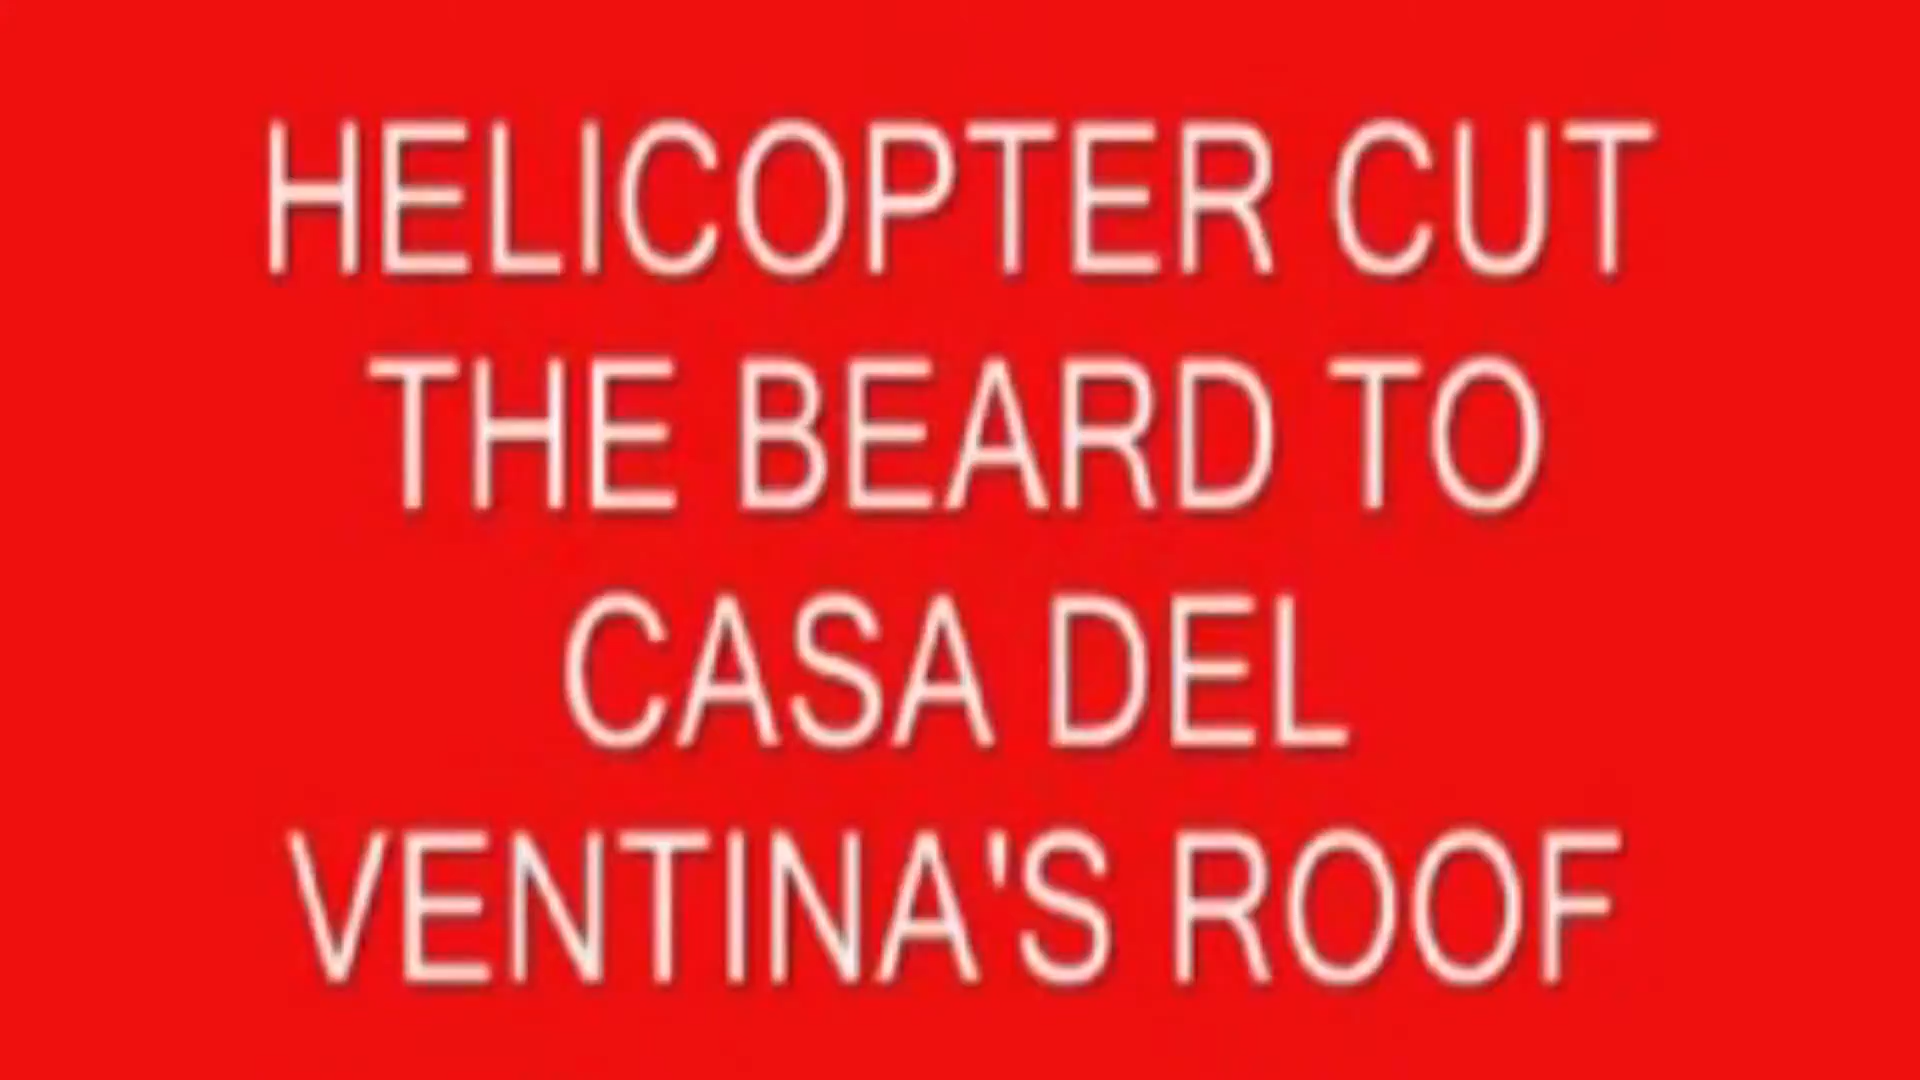 HELICOPTER CUT
THE BEARD TO
CASA DEL
VENTINA'S ROOF